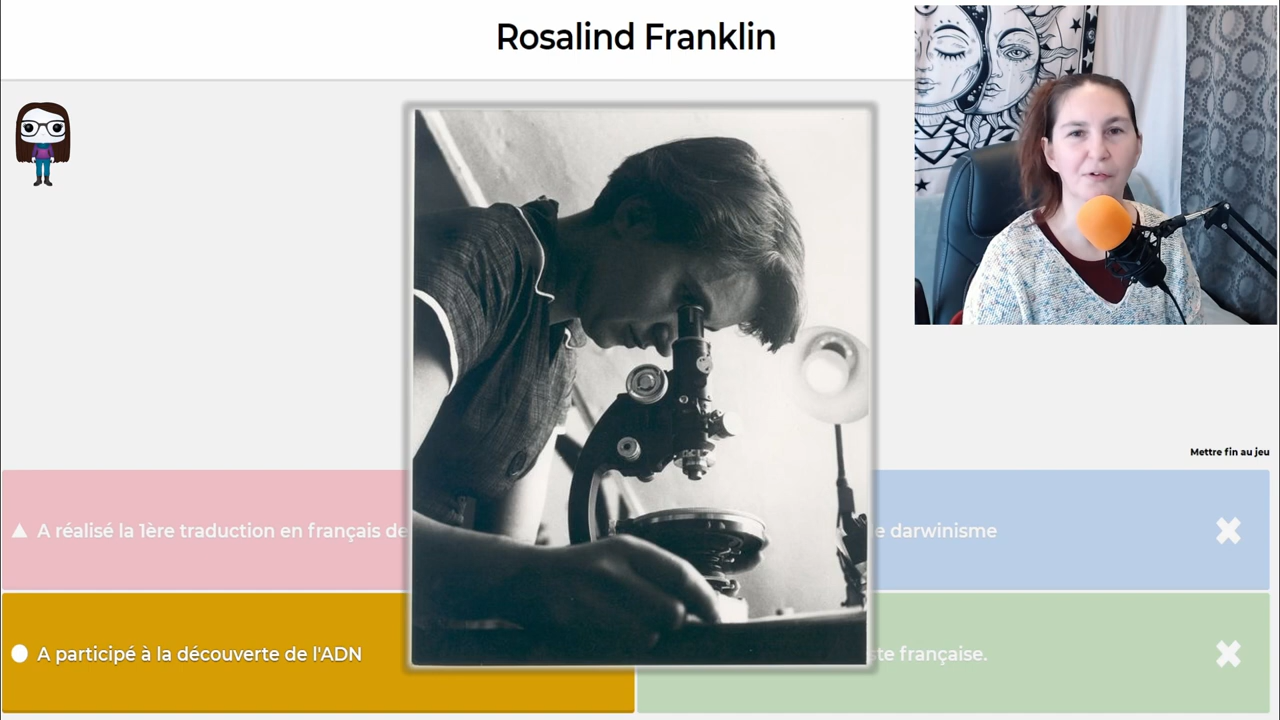 Rosalind Franklin
Mettre fin au jeu
A réalisé la 1ère traduction en français de
darwinisme
A participé à la découverte de l'ADN
française.